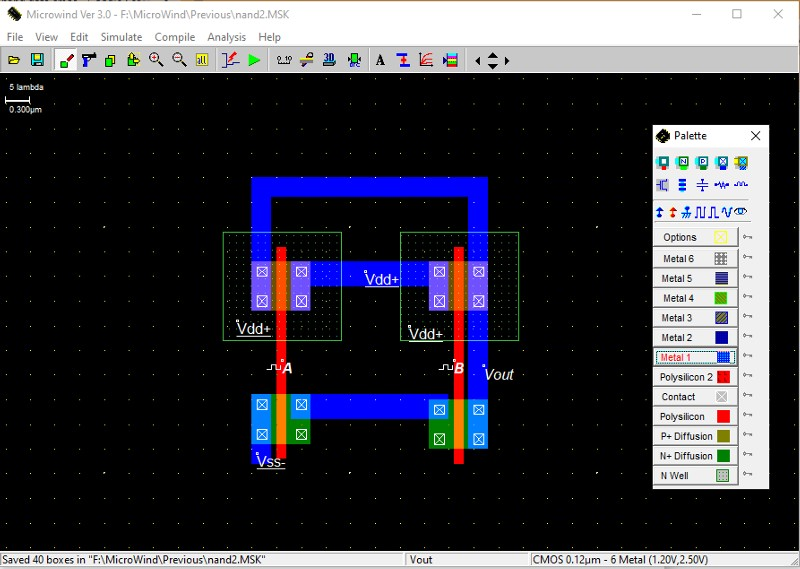 Microwind Ver 3.0 - F:\MicroWind\Previous\nand2.MSK
File View Edit Simulate Compile Analysis Help
5 lambda
0.300µm
Palette
Options
Metal 6
Metal 5
Metal 4
Metal 3
Metal 2
Metal 1
Polysilicon 2
Contact
Polysilicon
P+ Diffusion
N+ Diffusion
N Well
Vdd+
Vdd+
Vdd+
A
B
Vout
Vss-
Saved 40 boxes in "F:\MicroWind\Previous\nand2.MSK"
Vout
CMOS 0.12µm - 6 Metal (1.20V,2.50V)